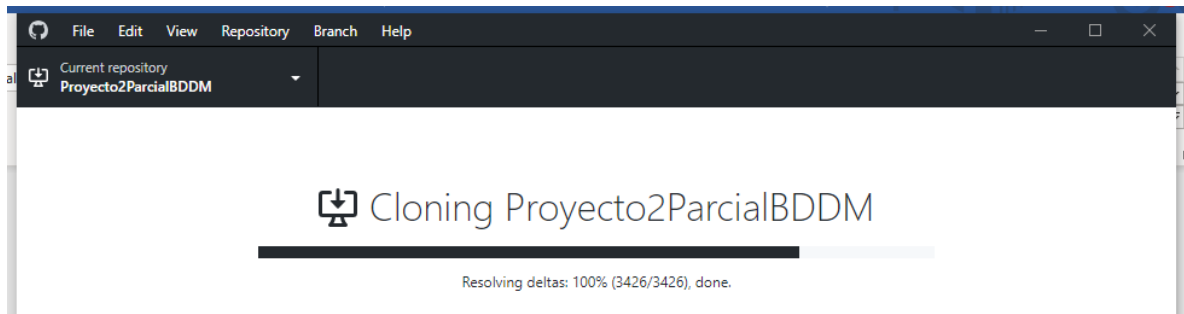 File Edit View Repository Branch Help
Current repository
Proyecto2ParcialBDDM
Cloning Proyecto2ParcialBDDM
Resolving deltas: 100% (3426/3426), done.